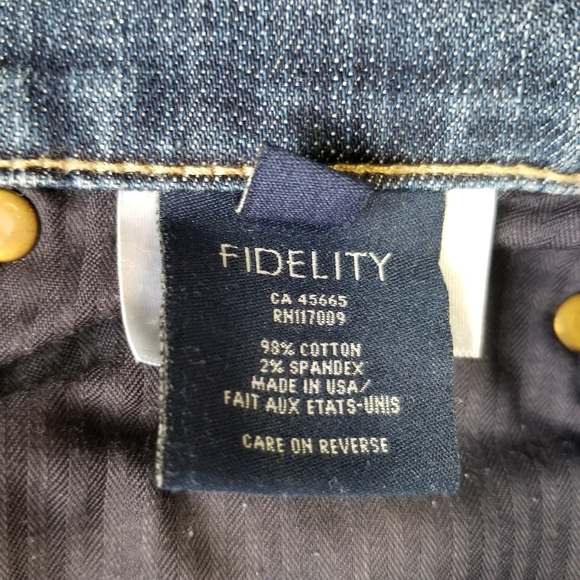 FIDELITY
CA 45665
RN117009
98% COTTON
2% SPANDEX
MADE IN USA/
FAIT AUX ETATS-UNIS
CARE ON REVERSE